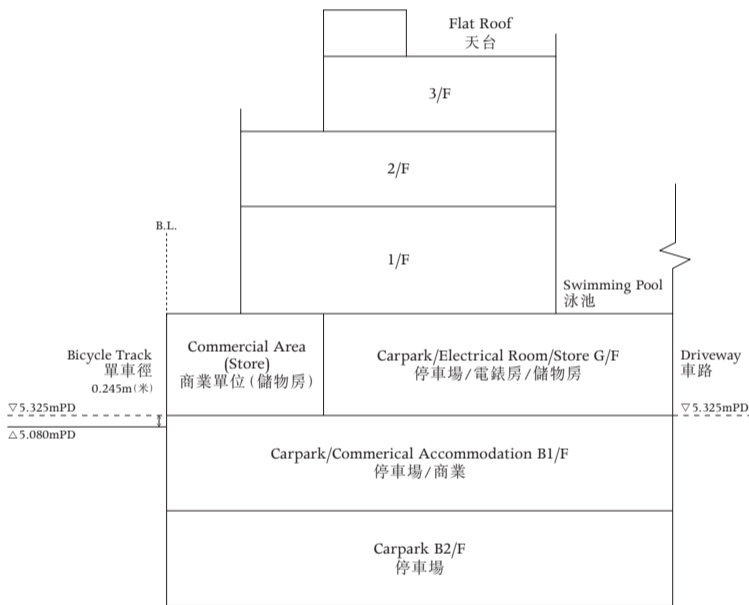 Flat Roof
天台
3/F
2/F
B.L.
1/F
Swimming Pool
泳池
Commercial Area
(Store)
商業單位(儲物房)
Carpark/Electrical Room/Store G/F
停車場/電錶房/儲物房
Bicycle Track
單車徑
0.245m(米)
Driveway
車路
▽5.325mPD
▽5.325mPD
△5.080mPD
Carpark/Commerical Accommodation B1/F
停車場/商業
Carpark B2/F
停車場